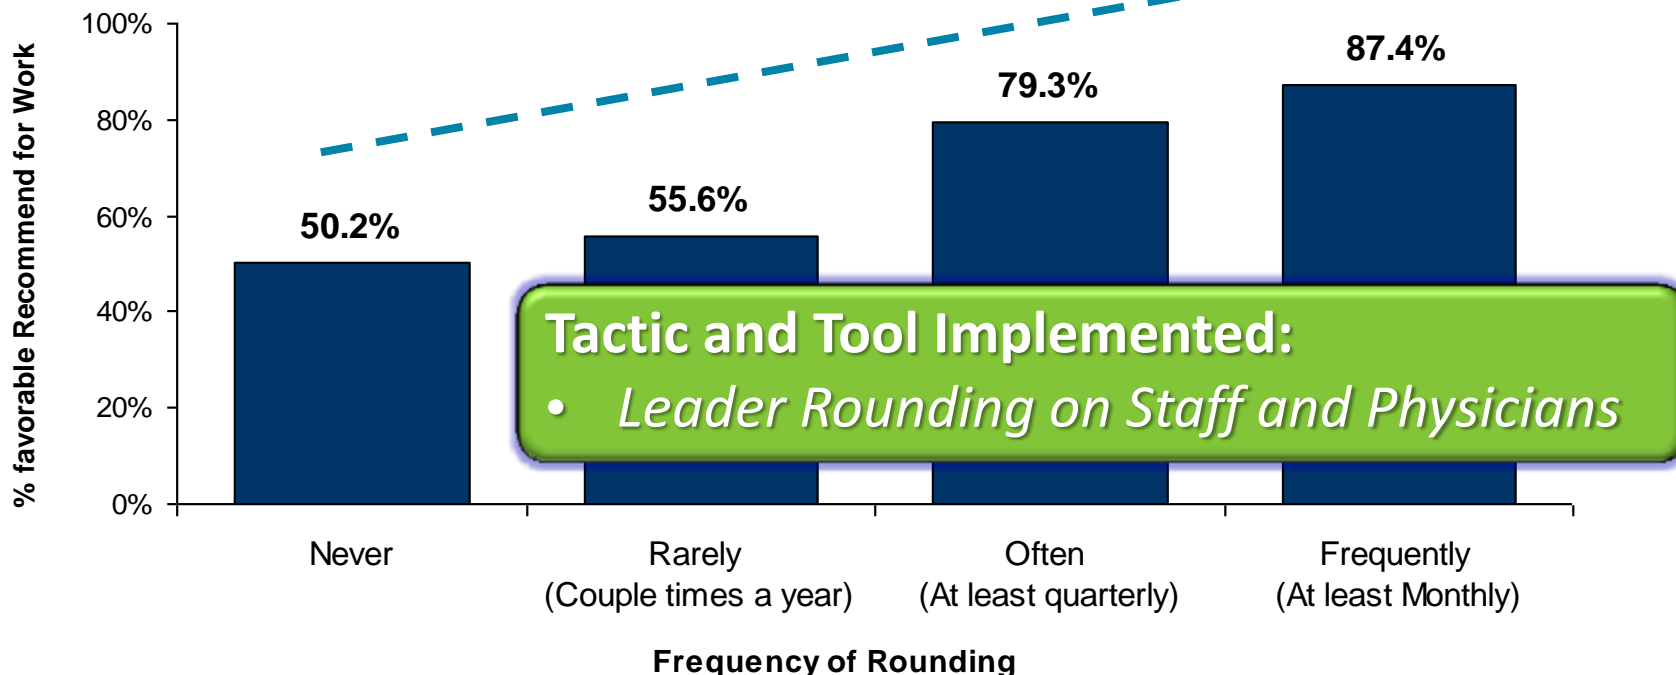 % favorable Recommend for Work
100%
80%
60%
40%
20%
0%
50.2%
55.6%
79.3%
87.4%
Tactic and Tool Implemented:
• Leader Rounding on Staff and Physicians
Never
Rarely
(Couple times a year)
Often
(At least quarterly)
Frequently
(At least Monthly)
Frequency of Rounding